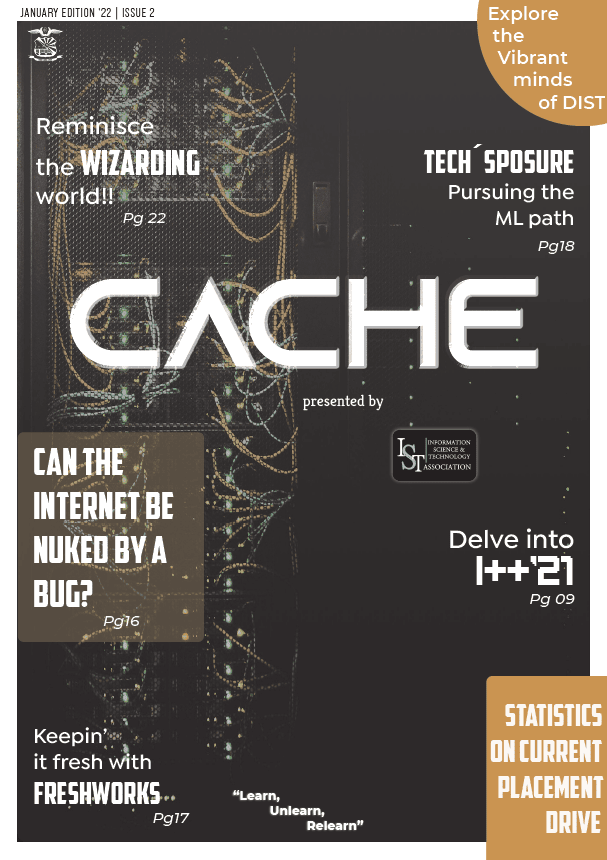 JANUARY EDITION '22 | ISSUE 2
Explore
the
Vibrant
minds
of DIST
Reminisce
the WIZARDING
world!!
Pg 22
TECH´SPOSURE
Pursuing the
ML path
Pg18
CACHE
presented by
IST
INFORMATION
SCIENCE &
TECHNOLOGY
ASSOCIATION
CAN THE
INTERNET BE
NUKED BY A
BUG?
Pg16
Delve into
I++'21
Pg 09
STATISTICS
ON CURRENT
PLACEMENT
DRIVE
Keepin'
it fresh with
FRESHWORKS...
Pg17
“Learn,
Unlearn,
Relearn”